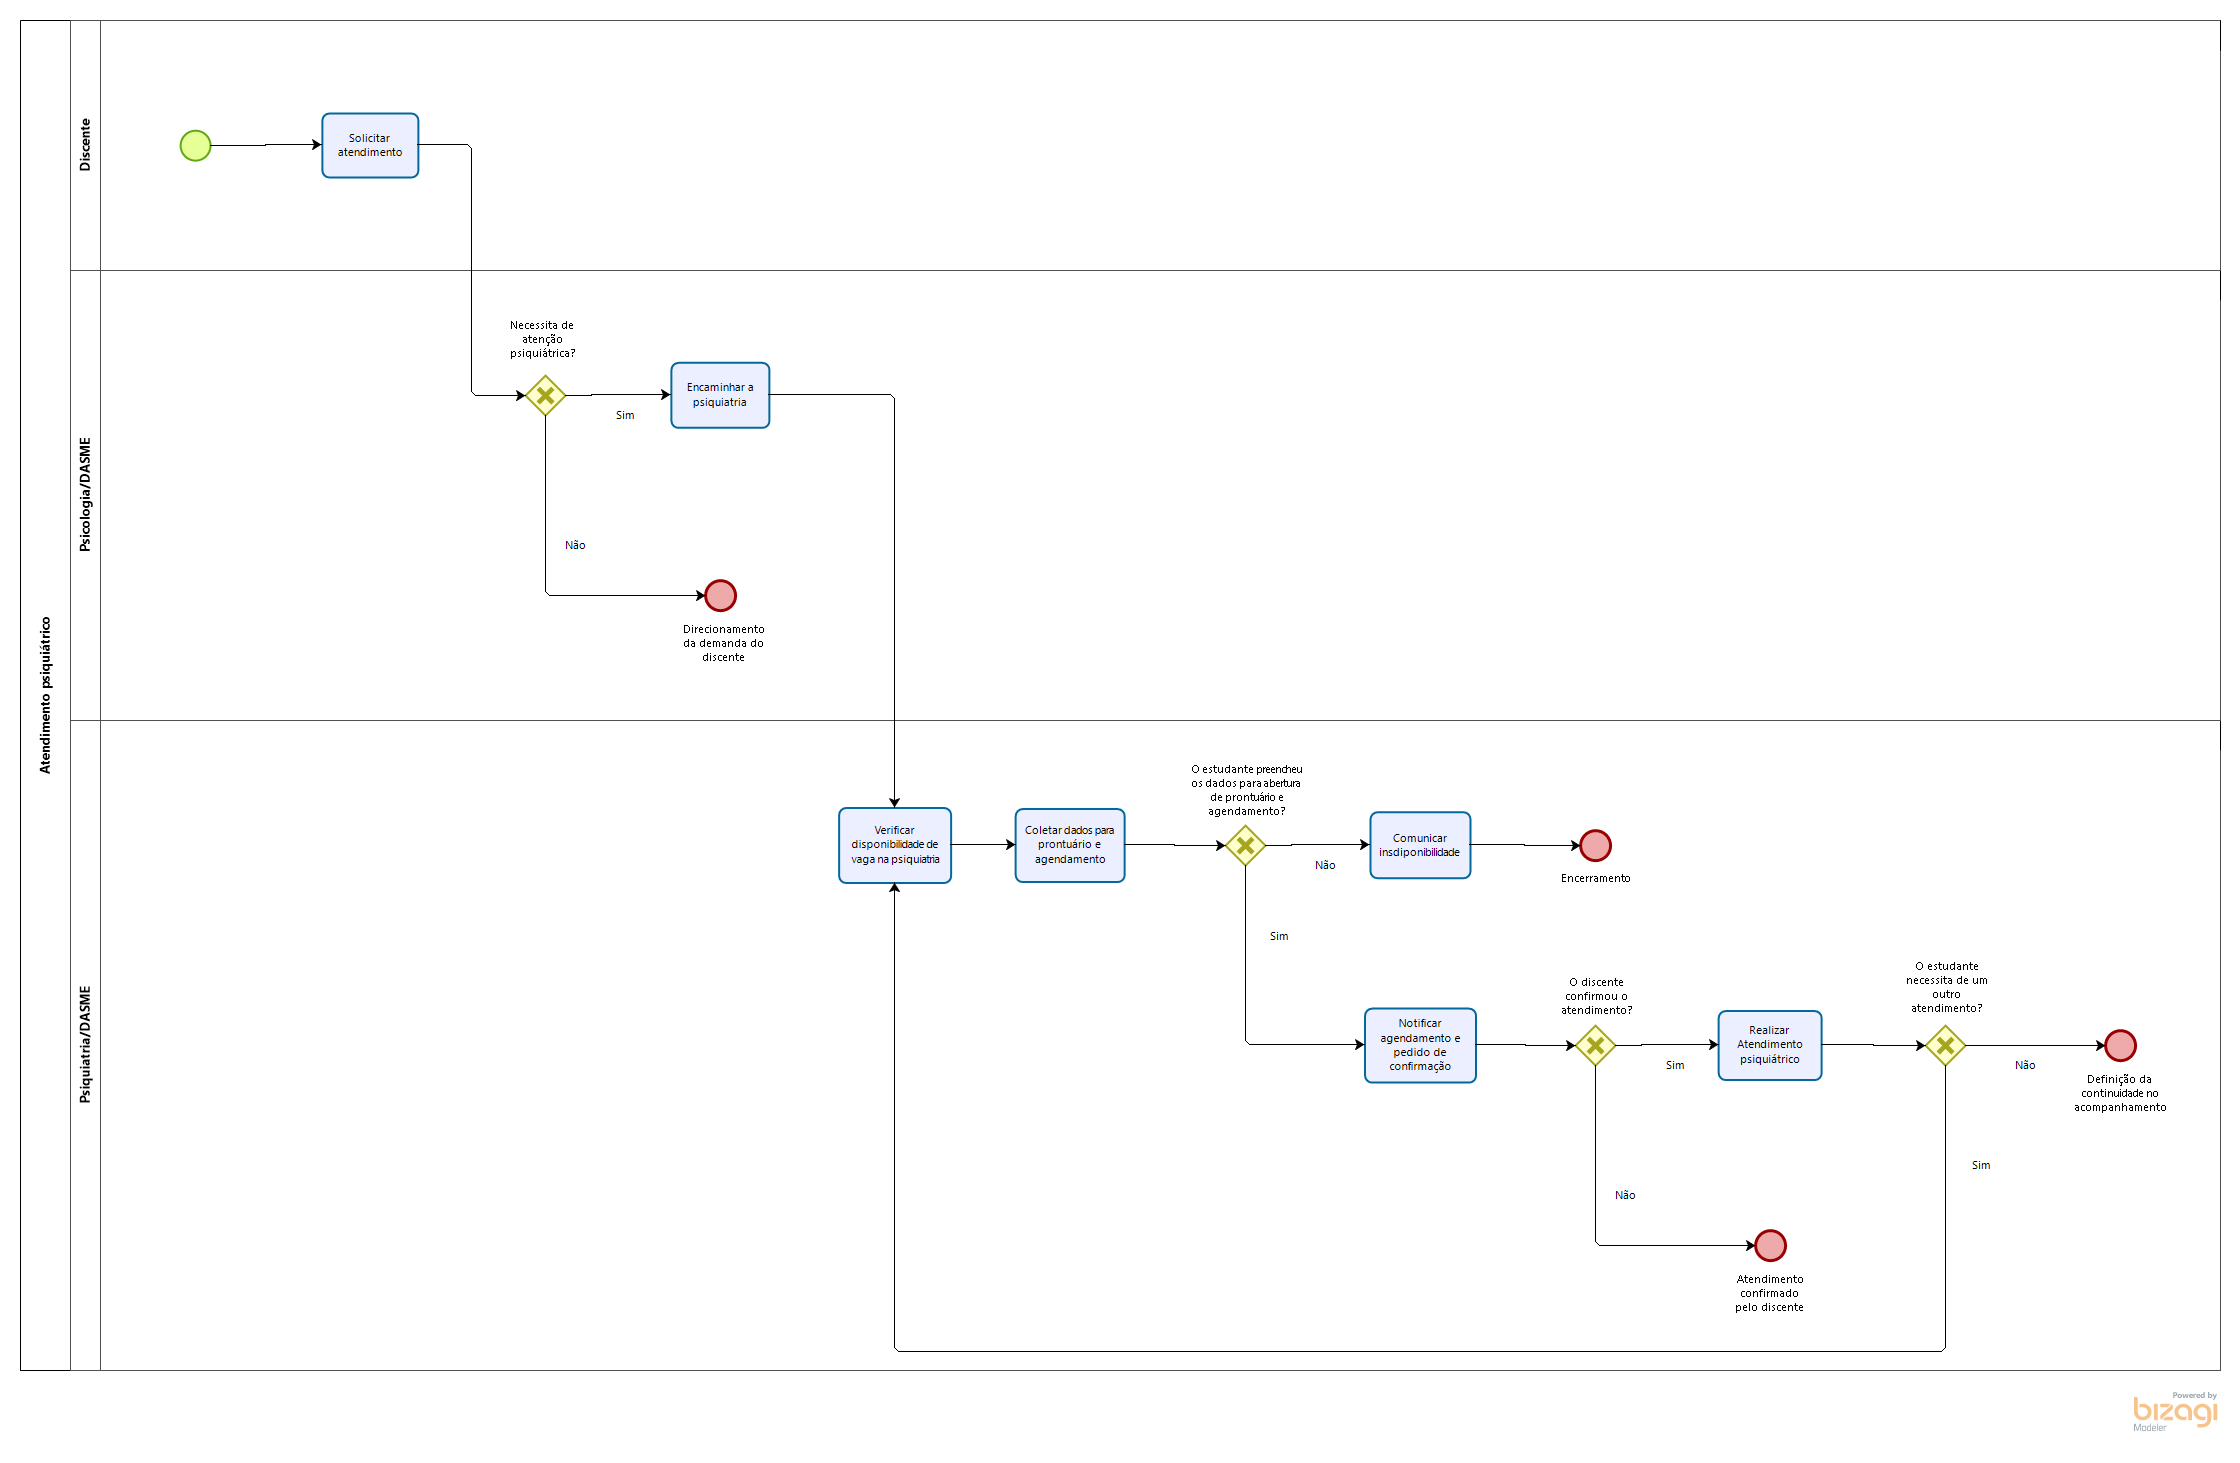 Atendimento psiquiátrico
Discente
Solicitar
atendimento
Psicologia/DASME
Necessita de
atenção
psiquiátrica?
Sim
Encaminhar a
psiquiatria
Não
Direcionamento
da demanda do
discente
Psiquiatria/DASME
Verificar
disponibilidade de
vaga na psiquiatria
Coletar dados para
prontuário e
agendamento
O estudante preencheu
os dados para abertura
de prontuário e
agendamento?
Não
Comunicar
insdiponibilidade
Encerramento
Sim
Notificar
agendamento e
pedido de
confirmação
O discente
confirmou o
atendimento?
Sim
Realizar
Atendimento
psiquiátrico
O estudante
necessita de um
outro
atendimento?
Não
Definição da
continuidade no
acompanhamento
Sim
Não
Atendimento
confirmado
pelo discente
Powered by
bizagi
Modeler